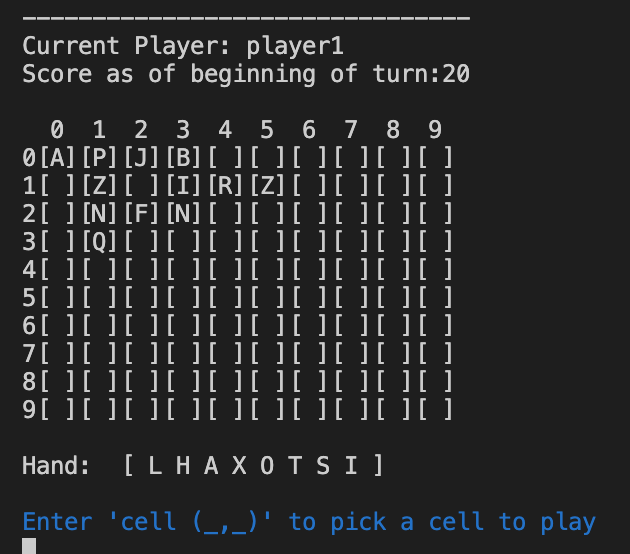 --------------------------------
Current Player: player1
Score as of beginning of turn:20
  0  1  2  3  4  5  6  7  8  9
0[A][P][J][B][ ][ ][ ][ ][ ][ ]
1[ ][Z][ ][I][R][Z][ ][ ][ ][ ]
2[ ][N][F][N][ ][ ][ ][ ][ ][ ]
3[ ][Q][ ][ ][ ][ ][ ][ ][ ][ ]
4[ ][ ][ ][ ][ ][ ][ ][ ][ ][ ]
5[ ][ ][ ][ ][ ][ ][ ][ ][ ][ ]
6[ ][ ][ ][ ][ ][ ][ ][ ][ ][ ]
7[ ][ ][ ][ ][ ][ ][ ][ ][ ][ ]
8[ ][ ][ ][ ][ ][ ][ ][ ][ ][ ]
9[ ][ ][ ][ ][ ][ ][ ][ ][ ][ ]
Hand:  [ L H A X O T S I ]
Enter 'cell (_,_)' to pick a cell to play